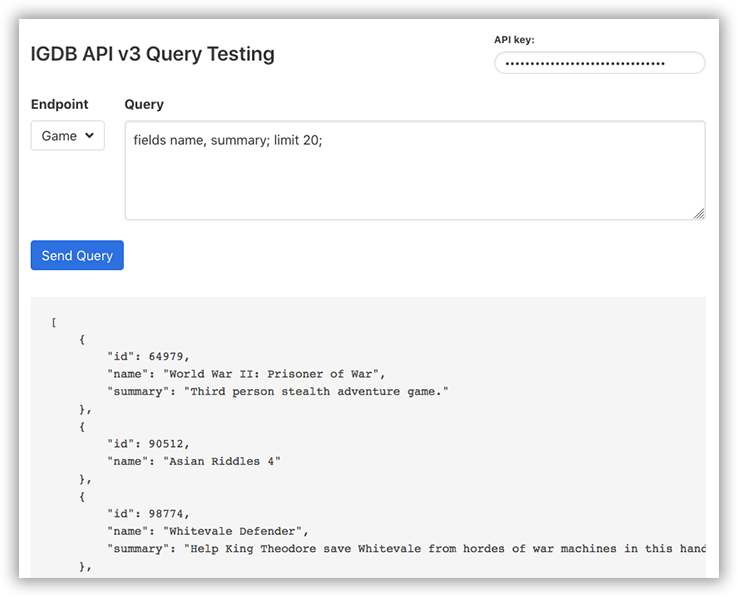 IGDB API v3 Query Testing
API key:
••••••••••••••••••••••••••••••••
Endpoint
Query
Game
fields name, summary; limit 20;
Send Query
[
{
"id": 64979,
"name": "World War II: Prisoner of War",
"summary": "Third person stealth adventure game."
},
{
"id": 90512,
"name": "Asian Riddles 4"
},
{
"id": 98774,
"name": "Whitevale Defender",
"summary": "Help King Theodore save Whitevale from hordes of war machines in this hand
},